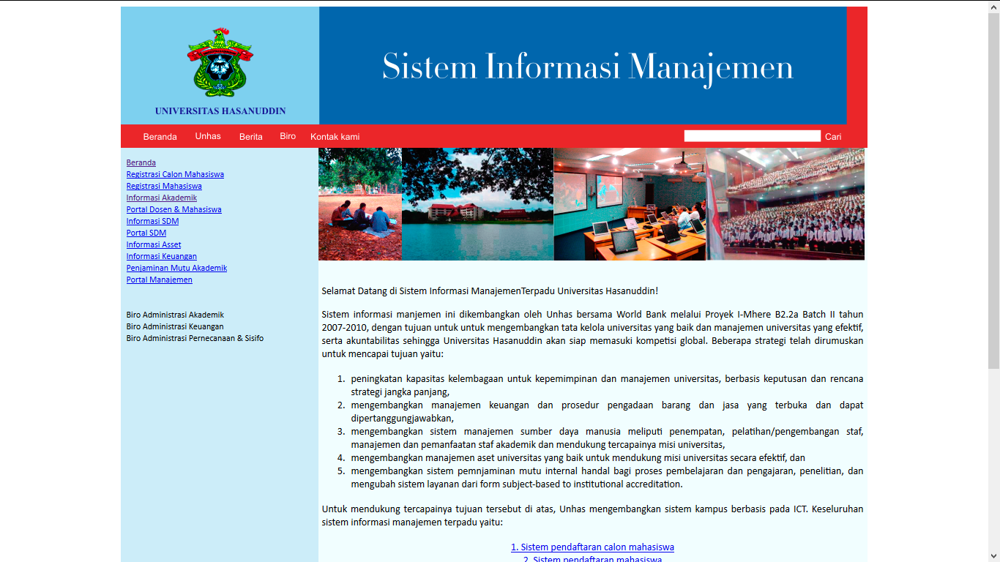 Sistem Informasi Manajemen
UNIVERSITAS HASANUDDIN
Beranda Unhas Berita Biro Kontak kami Cari
Beranda
Registrasi Calon Mahasiswa
Registrasi Mahasiswa
Informasi Akademik
Portal Dosen & Mahasiswa
Informasi SDM
Portal SDM
Informasi Asset
Informasi Keuangan
Penjaminan Mutu Akademik
Portal Manajemen
Biro Administrasi Akademik
Biro Administrasi Keuangan
Biro Administrasi Pernecanaan & Sisifo
Selamat Datang di Sistem Informasi ManajemenTerpadu Universitas Hasanuddin!
Sistem informasi manjemen ini dikembangkan oleh Unhas bersama World Bank melalui Proyek I-Mhere B2.2a Batch II tahun
2007-2010, dengan tujuan untuk untuk mengembangkan tata kelola universitas yang baik dan manajemen universitas yang efektif,
serta akuntabilitas sehingga Universitas Hasanuddin akan siap memasuki kompetisi global. Beberapa strategi telah dirumuskan
untuk mencapai tujuan yaitu:
1. peningkatan kapasitas kelembagaan untuk kepemimpinan dan manajemen universitas, berbasis keputusan dan rencana
strategi jangka panjang,
2. mengembangkan manajemen keuangan dan prosedur pengadaan barang dan jasa yang terbuka dan dapat
dipertanggungjawabkan,
3. mengembangkan sistem manajemen sumber daya manusia meliputi penempatan, pelatihan/pengembangan staf,
manajemen dan pemanfaatan staf akademik dan mendukung tercapainya misi universitas,
4. mengembangkan manajemen aset universitas yang baik untuk mendukung misi universitas secara efektif, dan
5. mengembangkan sistem pemnjaminan mutu internal handal bagi proses pembelajaran dan pengajaran, penelitian, dan
mengubah sistem layanan dari form subject-based to institutional accreditation.
Untuk mendukung tercapainya tujuan tersebut di atas, Unhas mengembangkan sistem kampus berbasis pada ICT. Keseluruhan
sistem informasi manajemen terpadu yaitu:
1. Sistem pendaftaran calon mahasiswa
2. Sistem pendaftaran mahasiswa